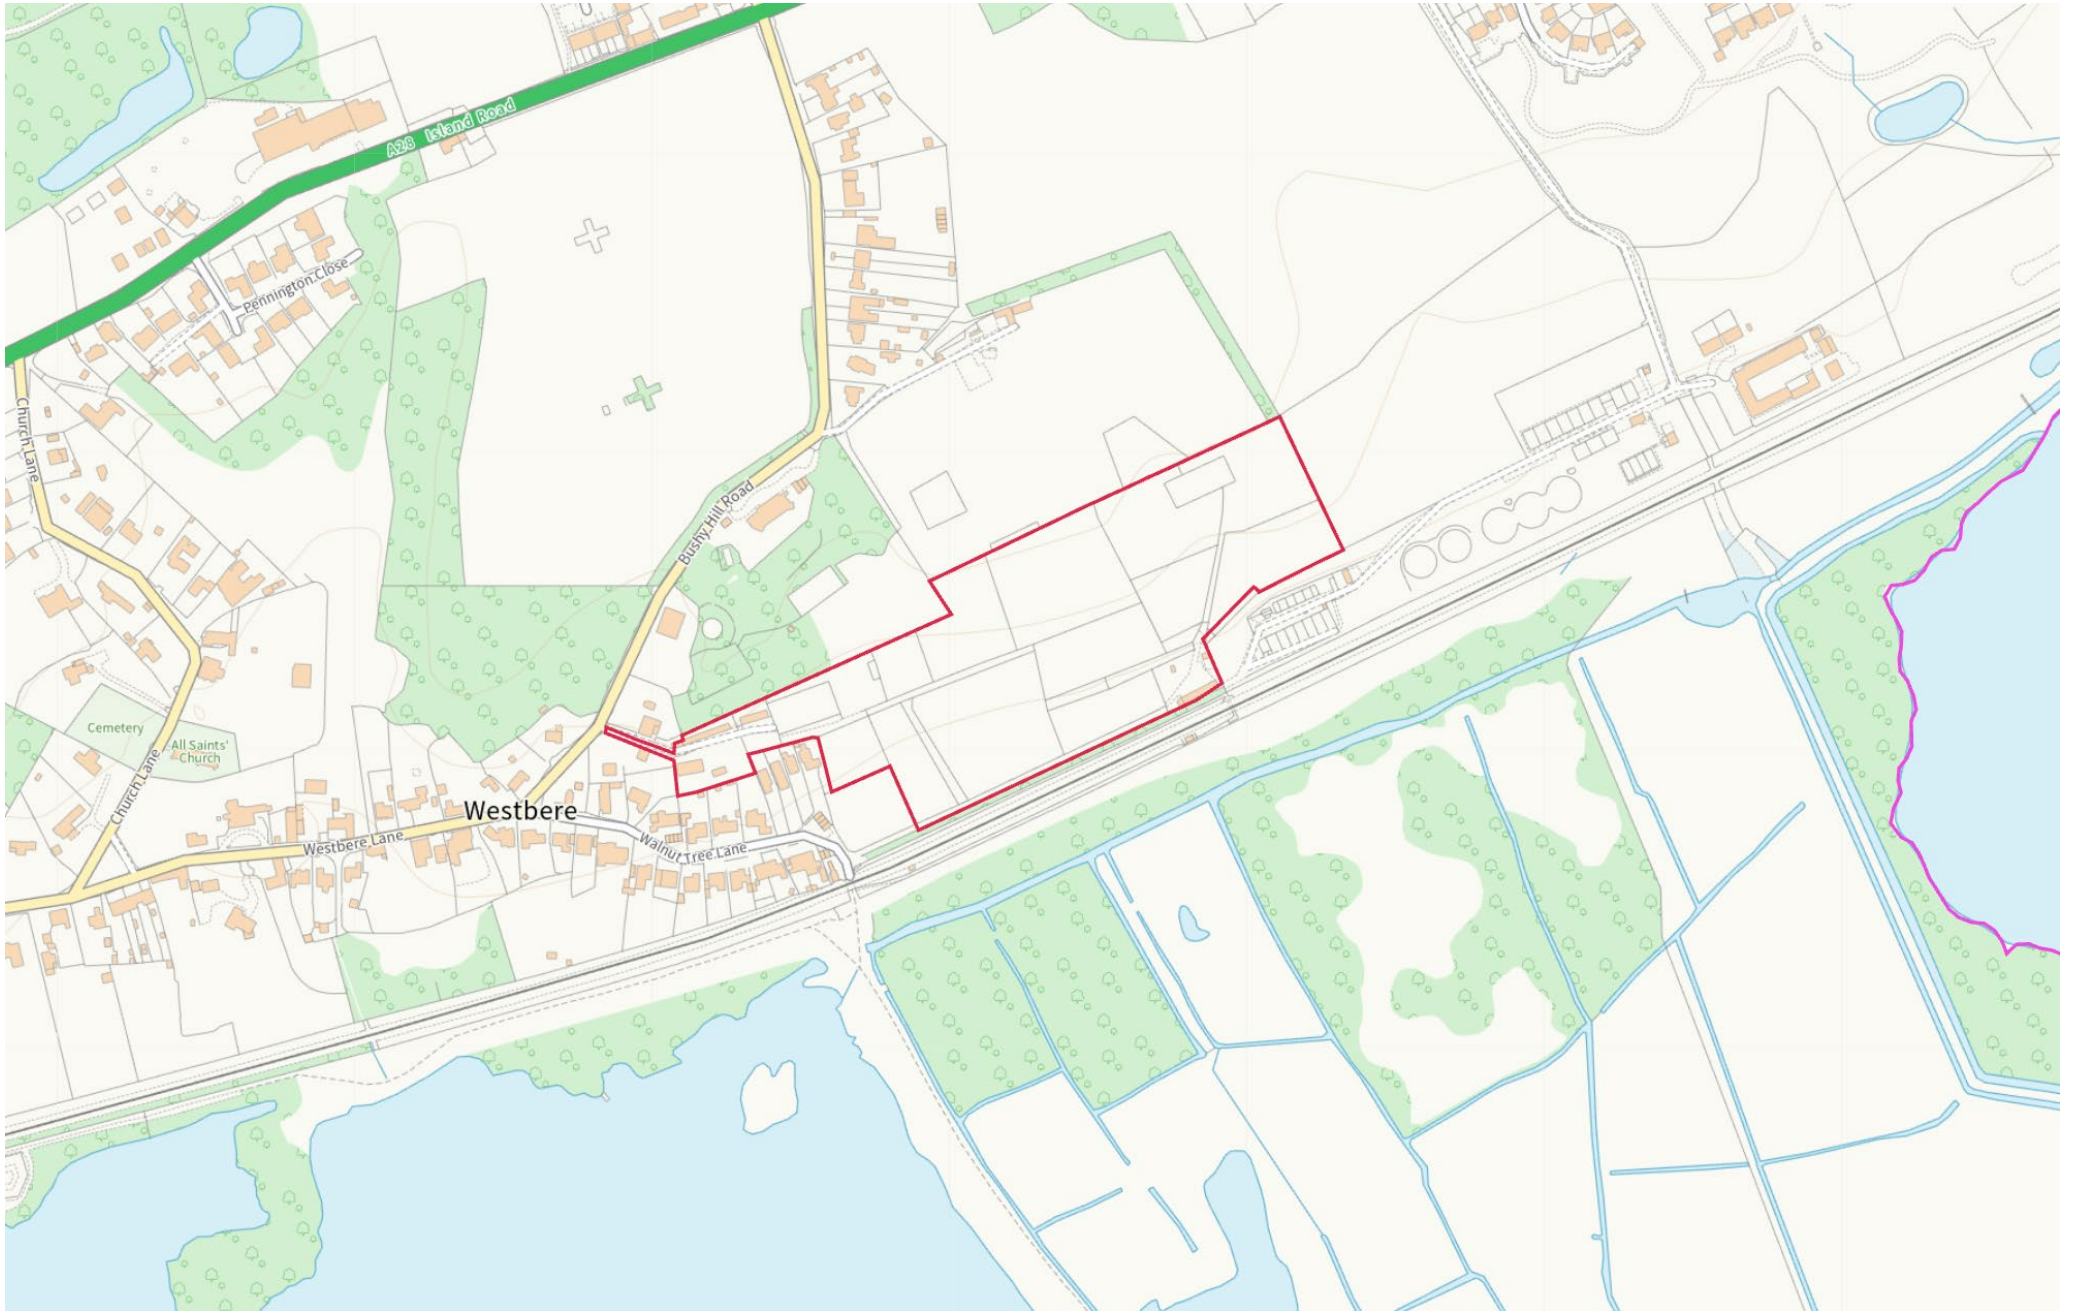 A28 Island Road
Pennington Close
Church Lane
Bushy Hill Road
Cemetery
All Saints'
Church
Church Lane
Westbere
Westbere Lane
Walnut Tree Lane